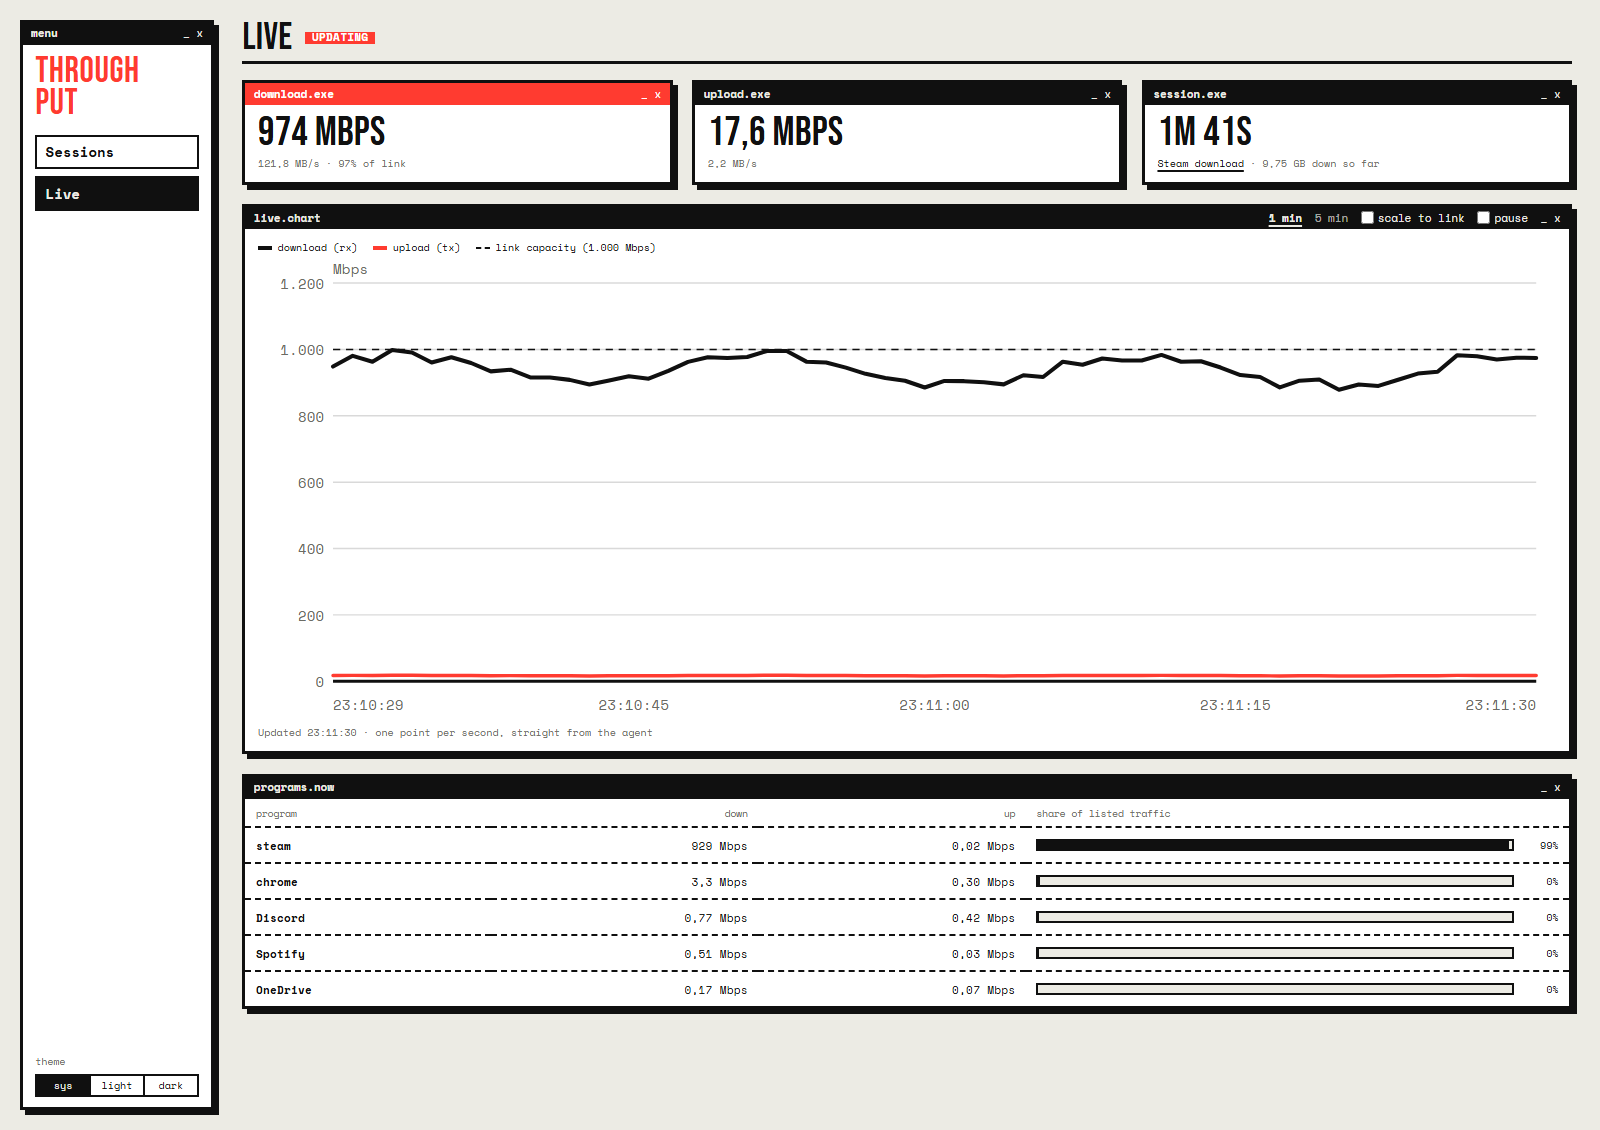 menu _ x
THROUGH
PUT
Sessions
Live
theme
sys light dark
LIVE UPDATING
download.exe _ x
974 MBPS
121,8 MB/s · 97% of link
upload.exe _ x
17,6 MBPS
2,2 MB/s
session.exe _ x
1M 41S
Steam download · 9,75 GB down so far
live.chart 1 min 5 min scale to link pause _ x
download (rx) upload (tx) link capacity (1.000 Mbps)
Mbps
1.200
1.000
800
600
400
200
0
23:10:29 23:10:45 23:11:00 23:11:15 23:11:30
Updated 23:11:30 · one point per second, straight from the agent
programs.now _ x
program down up share of listed traffic
steam 929 Mbps 0,02 Mbps 99%
chrome 3,3 Mbps 0,30 Mbps 0%
Discord 0,77 Mbps 0,42 Mbps 0%
Spotify 0,51 Mbps 0,03 Mbps 0%
OneDrive 0,17 Mbps 0,07 Mbps 0%